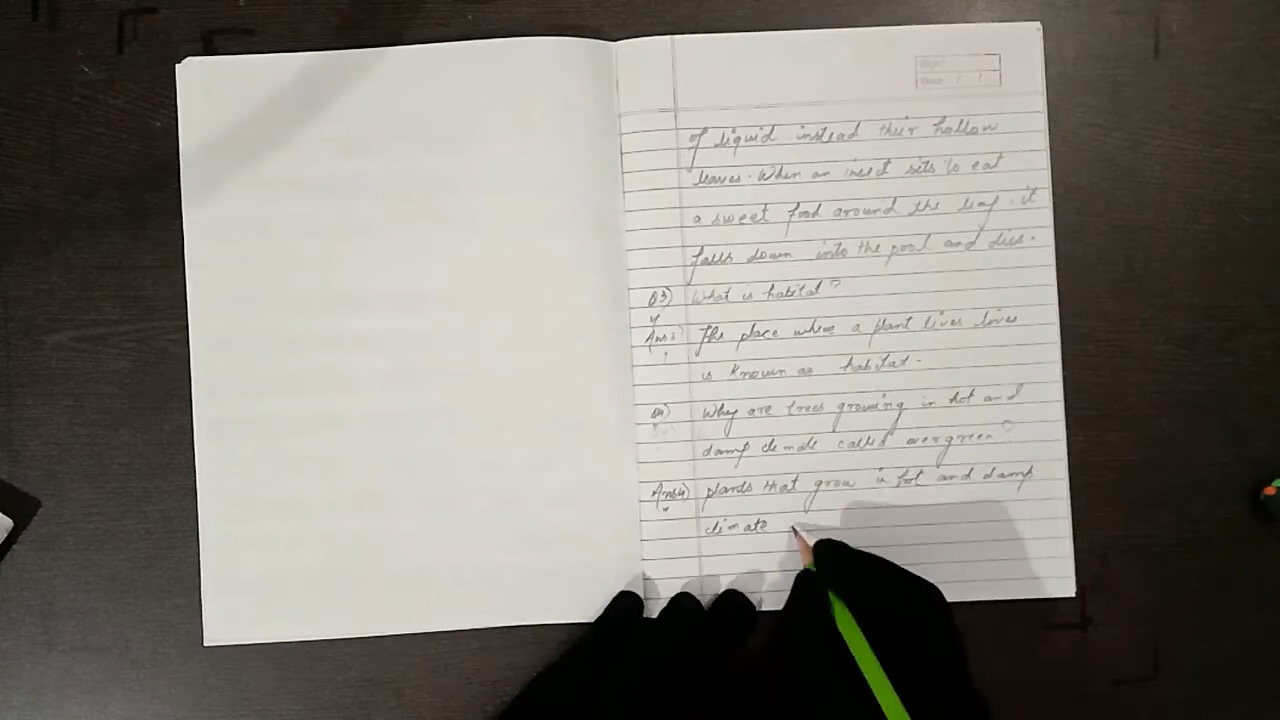 Page:
Date: / /
of liquid instead their hollow
leaves. When an insect sits to eat
a sweet food around the leaf. it
falls down into the pool and dies.
Q3) What is habitat?
Ans:) The place where a plant lives lives
is known as habitat.
Q4) Why are trees growing in hot and
damp climate called evergreen?
Ans4) plants that grow in hot and damp
climate